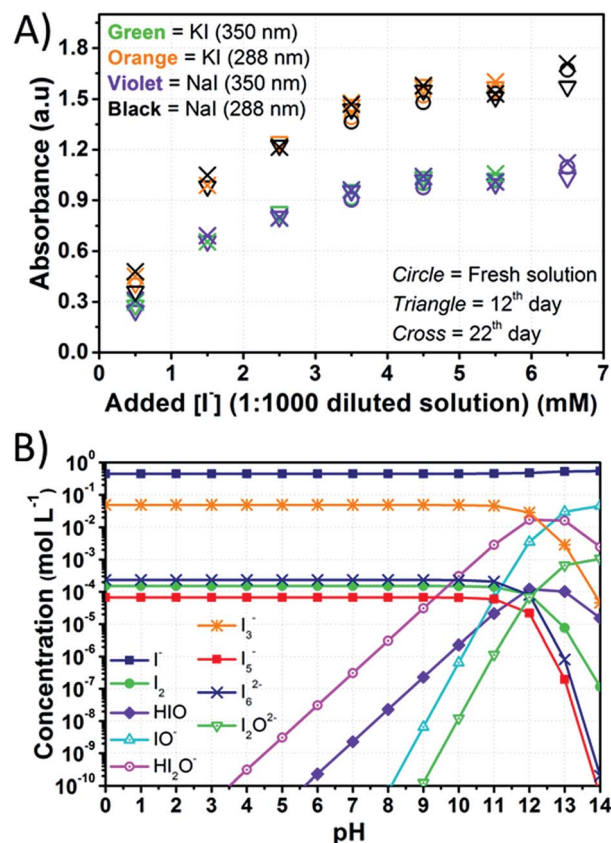 A)
Absorbance (a.u)
1.8
1.5
1.2
0.9
0.6
0.3
0.0
Green = KI (350 nm)
Orange = KI (288 nm)
Violet = NaI (350 nm)
Black = NaI (288 nm)
Circle = Fresh solution
Triangle = 12th day
Cross = 22th day
0 1 2 3 4 5 6 7
Added [I-] (1:1000 diluted solution) (mM)
B)
Concentration (mol L-1)
10^0
10^-1
10^-2
10^-3
10^-4
10^-5
10^-6
10^-7
10^-8
10^-9
10^-10
I-
I2
HIO
IO-
HI2O-
I3-
I5-
I6 2-
I2O2-
0 1 2 3 4 5 6 7 8 9 10 11 12 13 14
pH